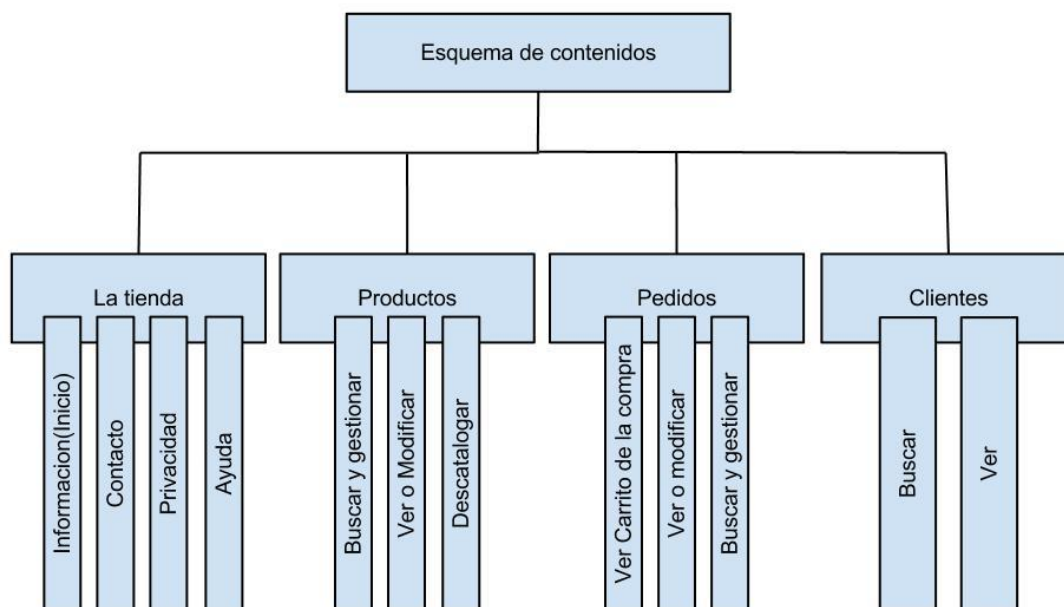 Esquema de contenidos
La tienda
Informacion(Inicio)
Contacto
Privacidad
Ayuda
Productos
Buscar y gestionar
Ver o Modificar
Descatalogar
Pedidos
Ver Carrito de la compra
Ver o modificar
Buscar y gestionar
Clientes
Buscar
Ver